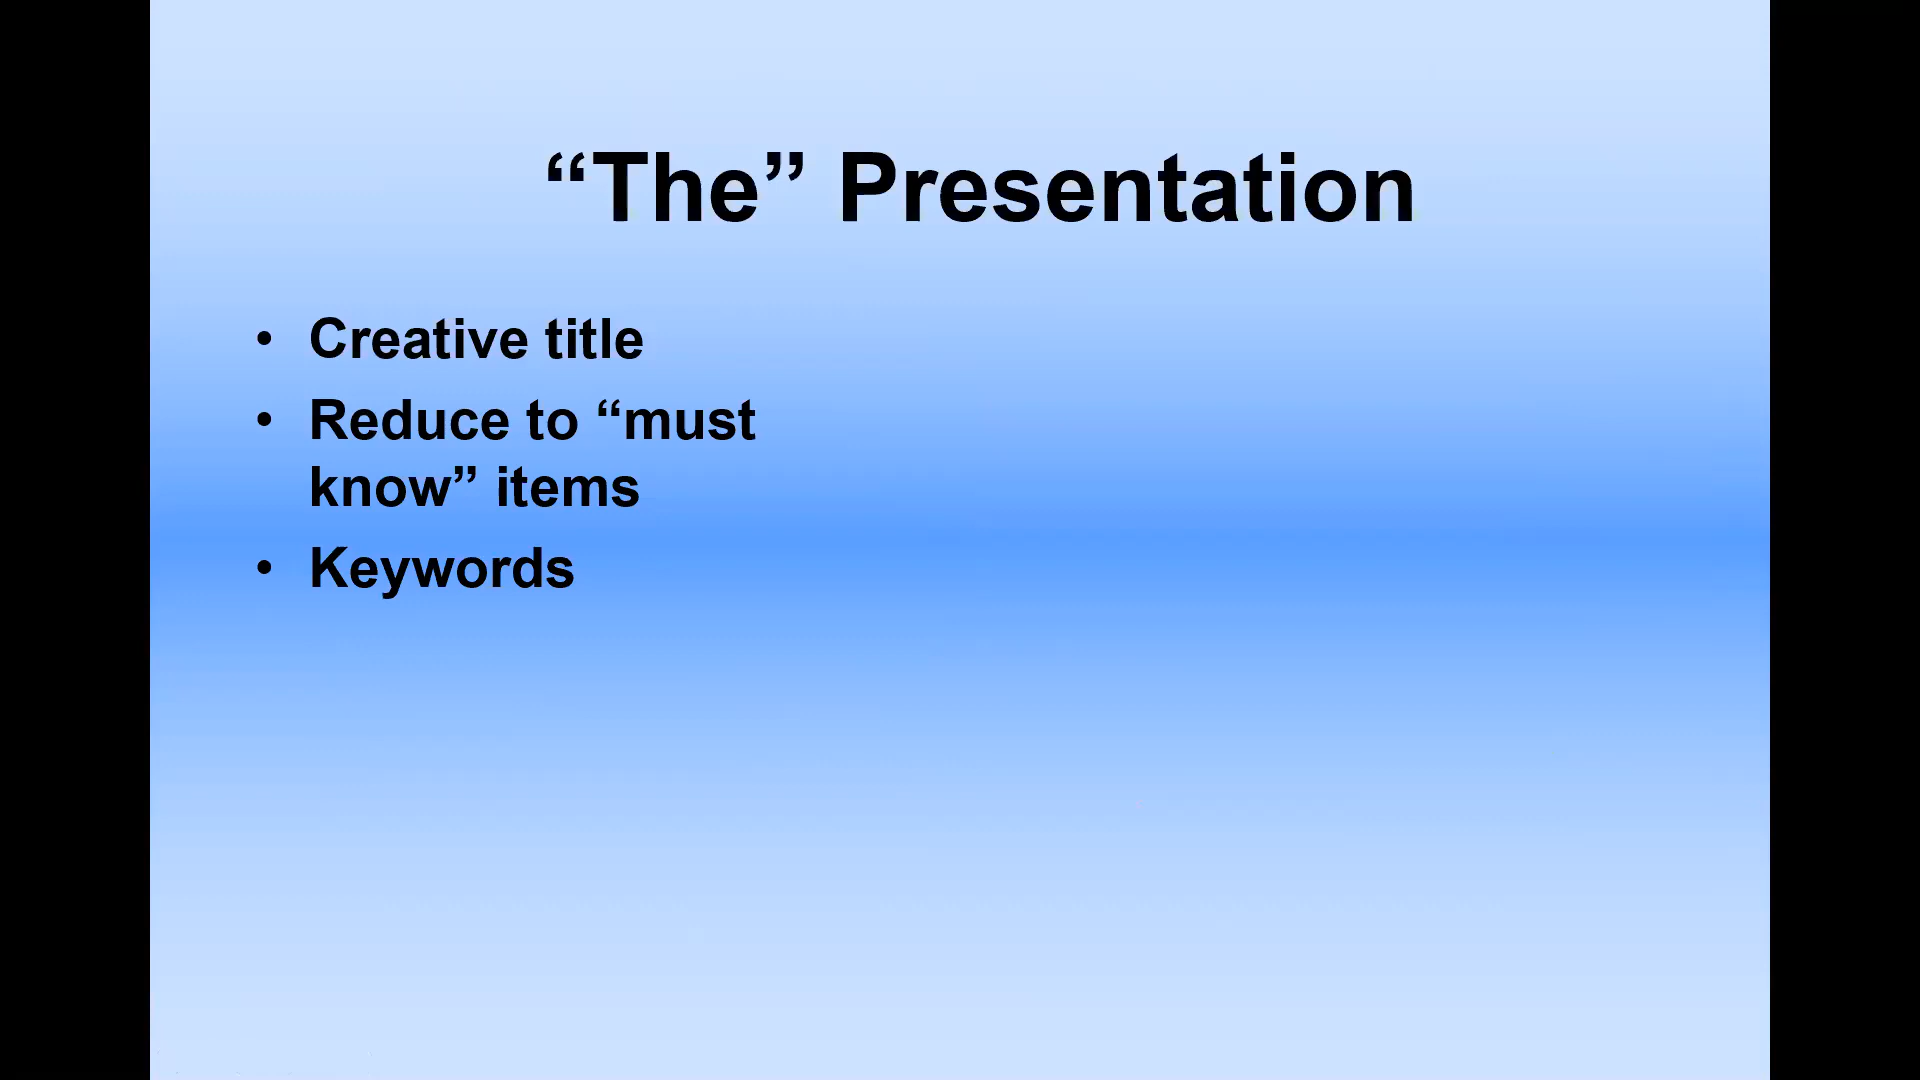 “The” Presentation
• Creative title
• Reduce to “must
know” items
• Keywords